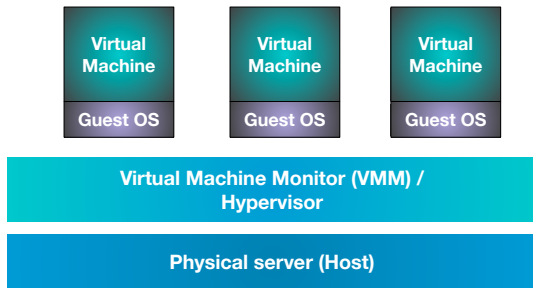 Virtual
Machine
Guest OS
Virtual
Machine
Guest OS
Virtual
Machine
Guest OS
Virtual Machine Monitor (VMM) /
Hypervisor
Physical server (Host)